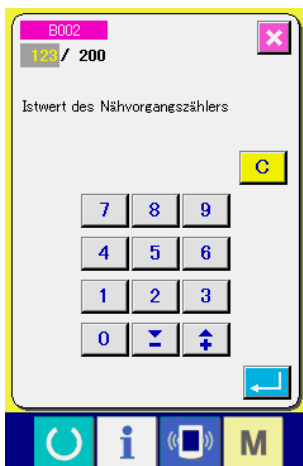 B002
123/ 200
Istwert des Nähvorgangszählers
C
7 8 9
4 5 6
1 2 3
0
i M